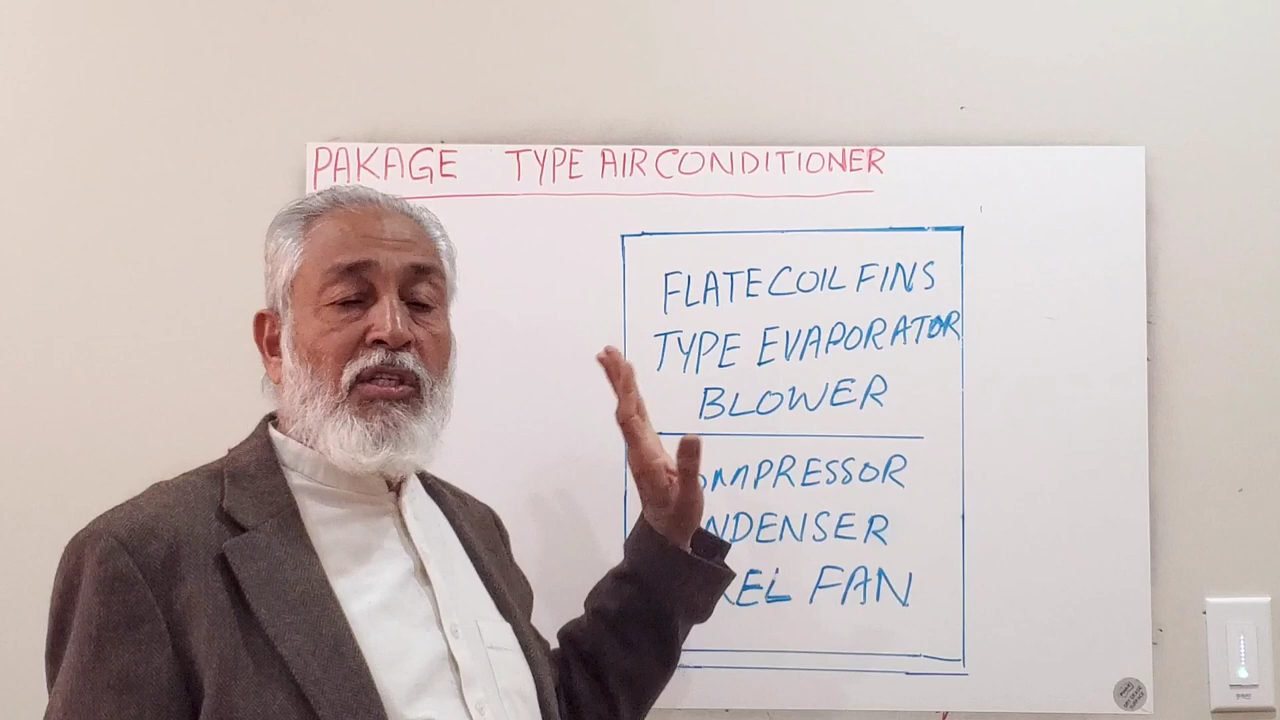 PAKAGE TYPE AIRCONDITIONER
FLATE COIL FINS
TYPE EVAPORATOR
BLOWER
FAN